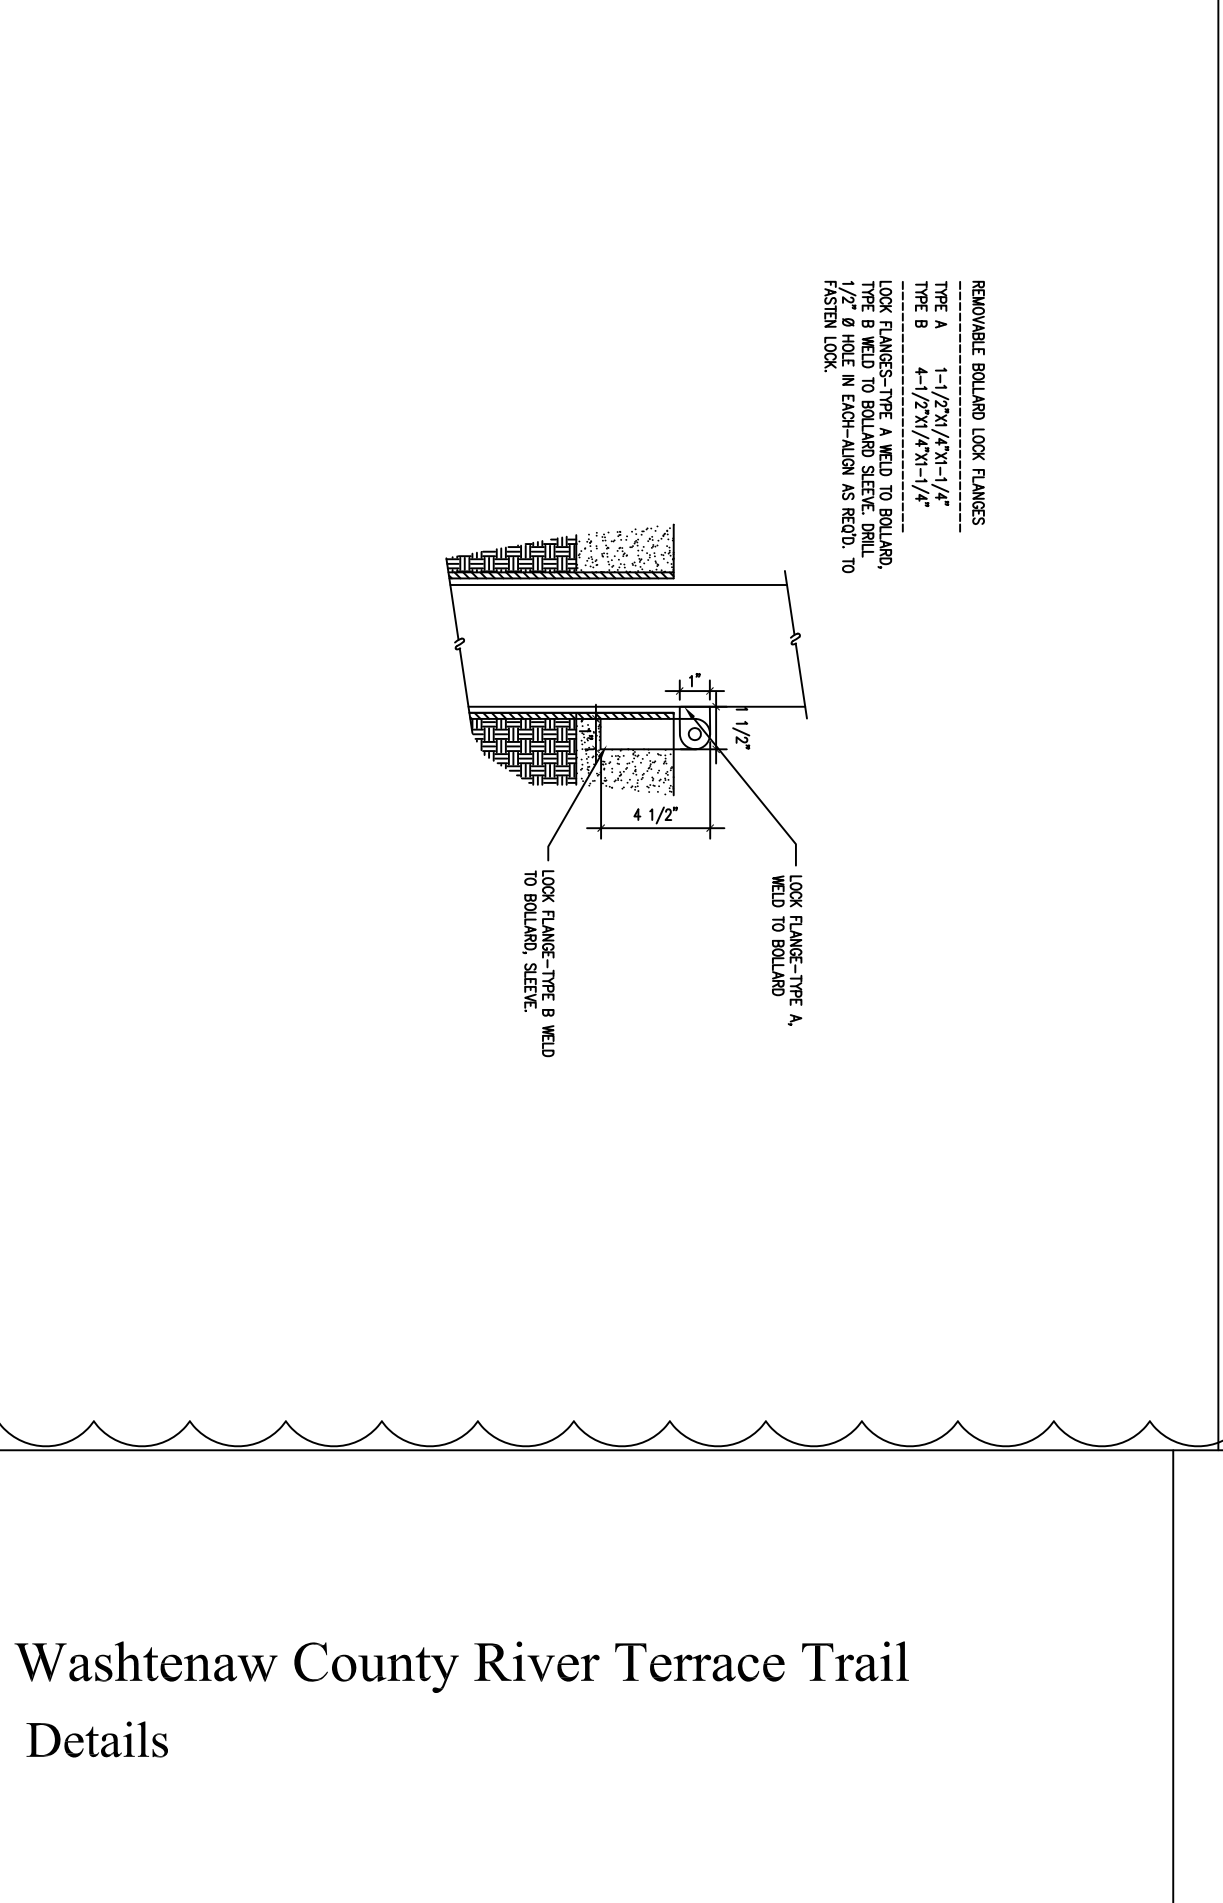 REMOVABLE BOLLARD LOCK FLANGES
TYPE A 1-1/2"X1/4"X1-1/4"
TYPE B 4-1/2"X1/4"X1-1/4"
LOCK FLANGES-TYPE A WELD TO BOLLARD,
TYPE B WELD TO BOLLARD SLEEVE. DRILL
1/2" Ø HOLE IN EACH-ALIGN AS REQ'D. TO
FASTEN LOCK.
1"
1 1/2"
1"
4 1/2"
LOCK FLANGE-TYPE A,
WELD TO BOLLARD
LOCK FLANGE-TYPE B WELD
TO BOLLARD, SLEEVE.
Washtenaw County River Terrace Trail
Details